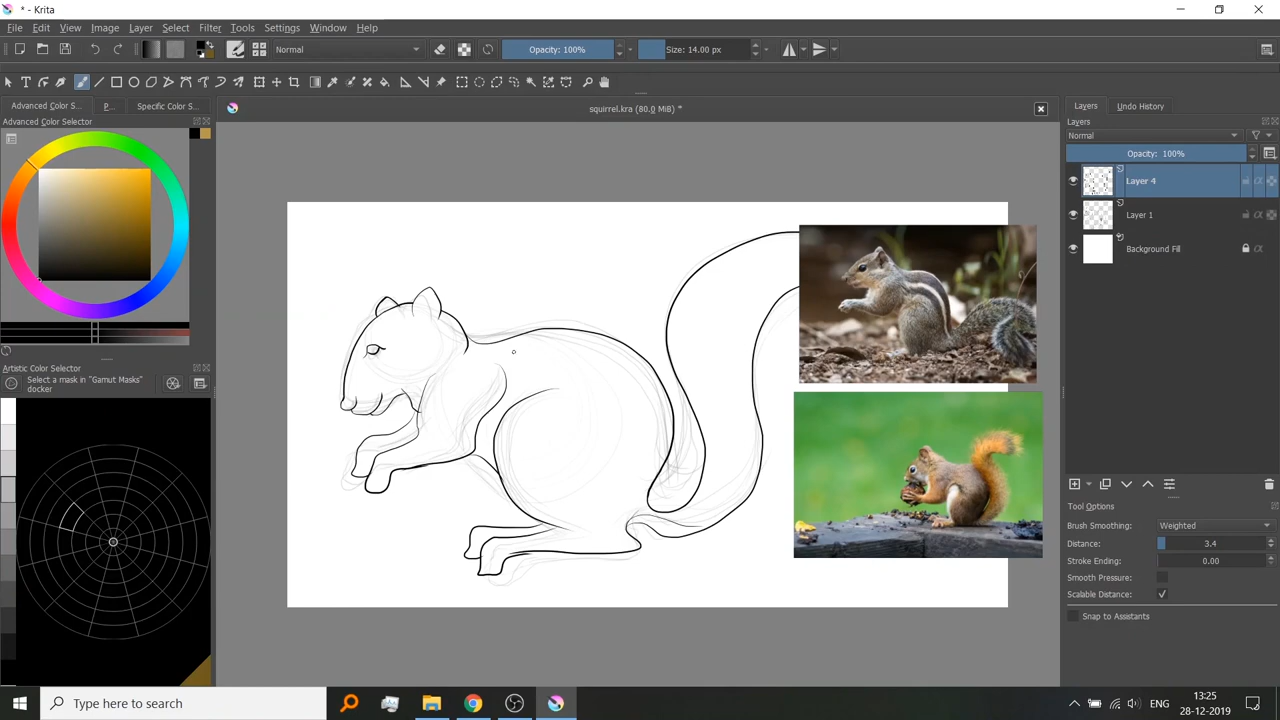 * - Krita
File Edit View Image Layer Select Filter Tools Settings Window Help
Normal Opacity: 100% Size: 14.00 px
Advanced Color S... P... Specific Color S...
Advanced Color Selector
squirrel.kra (80.0 MiB) *
Layers Undo History
Layers
Normal
Opacity: 100%
Layer 4
Layer 1
Background Fill
Artistic Color Selector
Select a mask in "Gamut Masks"
docker
Tool Options
Brush Smoothing: Weighted
Distance: 3.4
Stroke Ending: 0.00
Smooth Pressure:
Scalable Distance:
Snap to Assistants
Type here to search
ENG
13:25
28-12-2019